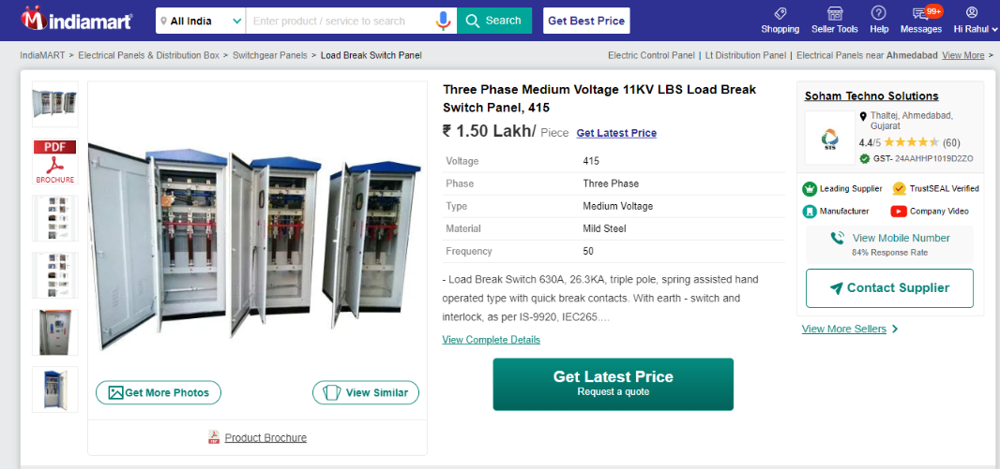 indiamart
All India
Enter product / service to search
Search
Get Best Price
Shopping
Seller Tools
Help
99+
Messages
Hi Rahul
IndiaMART > Electrical Panels & Distribution Box > Switchgear Panels > Load Break Switch Panel
Electric Control Panel | Lt Distribution Panel | Electrical Panels near Ahmedabad View More >
PDF
BROCHURE
Get More Photos
View Similar
Product Brochure
Three Phase Medium Voltage 11KV LBS Load Break
Switch Panel, 415
₹ 1.50 Lakh/ Piece Get Latest Price
Voltage 415
Phase Three Phase
Type Medium Voltage
Material Mild Steel
Frequency 50
- Load Break Switch 630A, 26.3KA, triple pole, spring assisted hand
operated type with quick break contacts. With earth - switch and
interlock, as per IS-9920, IEC265....
View Complete Details
Get Latest Price
Request a quote
Soham Techno Solutions
STS
Thaltej, Ahmedabad,
Gujarat
4.4/5 (60)
GST- 24AAHHP1019D2ZO
Leading Supplier
TrustSEAL Verified
Manufacturer
Company Video
View Mobile Number
84% Response Rate
Contact Supplier
View More Sellers